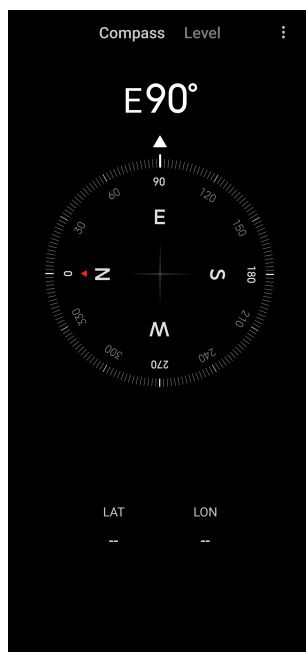 Compass Level
E90°
90
60 120
E
30 150
0 N S 180
330 210
W
300 240
270
LAT LON
-- --